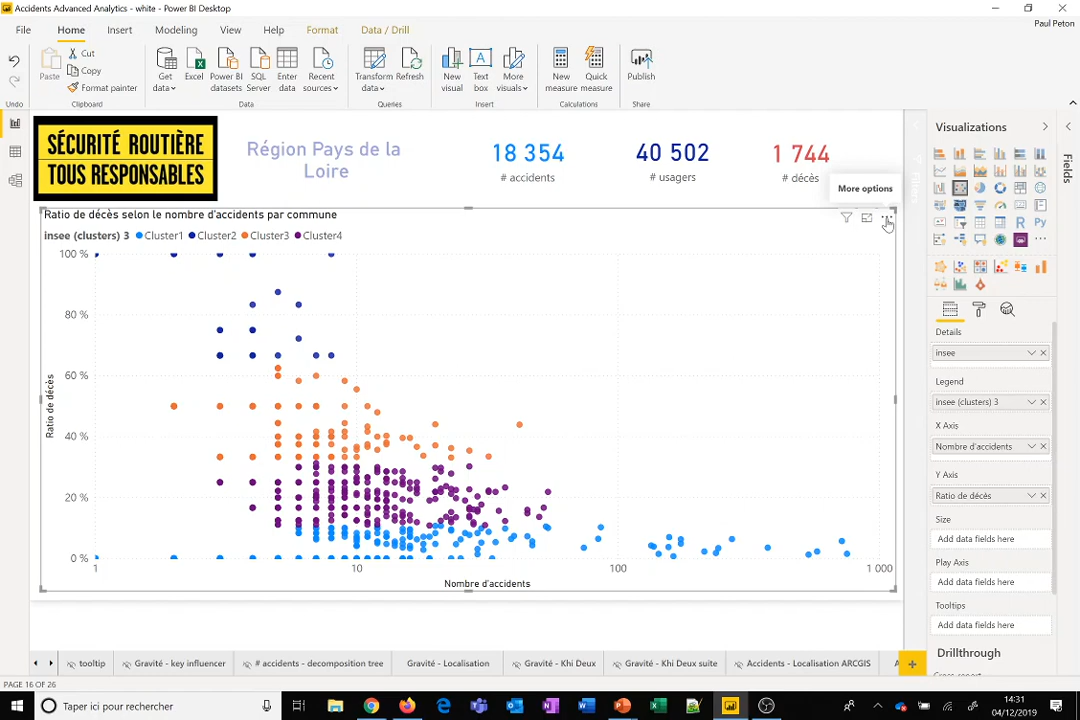 Accidents Advanced Analytics - white - Power BI Desktop
Paul Peton
File Home Insert Modeling View Help Format Data / Drill
Paste
Cut
Copy
Format painter
Get data
Excel
Power BI datasets
SQL Server
Enter data
Recent sources
Transform data
Refresh
New visual
Text box
More visuals
New measure
Quick measure
Publish
Undo
Clipboard
Data
Queries
Insert
Calculations
Share
SÉCURITÉ ROUTIÈRE
TOUS RESPONSABLES
Région Pays de la
Loire
18 354
# accidents
40 502
# usagers
1 744
# décès
More options
Filters
Ratio de décès selon le nombre d'accidents par commune
insee (clusters) 3 Cluster1 Cluster2 Cluster3 Cluster4
Ratio de décès
100 %
80 %
60 %
40 %
20 %
0 %
1 10 100 1 000
Nombre d'accidents
Visualizations
R Py
Details
insee
Legend
insee (clusters) 3
X Axis
Nombre d'accidents
Y Axis
Ratio de décès
Size
Add data fields here
Play Axis
Add data fields here
Tooltips
Add data fields here
Drillthrough
Cross-report
Fields
tooltip
Gravité - key influencer
# accidents - decomposition tree
Gravité - Localisation
Gravité - Khi Deux
Gravité - Khi Deux suite
Accidents - Localisation ARCGIS
PAGE 16 OF 26
Taper ici pour rechercher
14:31
04/12/2019